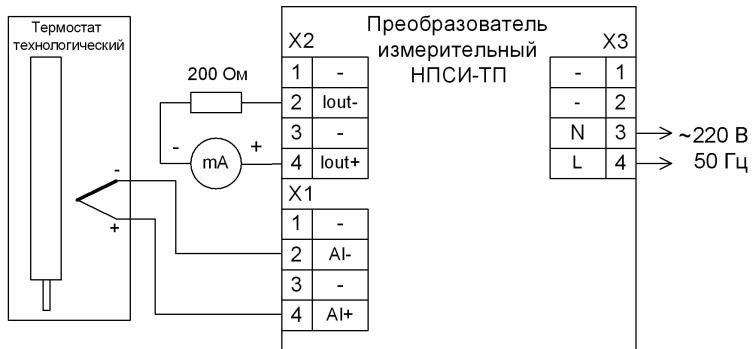 Термостат
технологический
200 Ом
- mA +
-
+
Преобразователь
измерительный
НПСИ-ТП
X2
1 -
2 Iout-
3 -
4 Iout+
X1
1 -
2 AI-
3 -
4 AI+
X3
- 1
- 2
N 3
L 4
~220 В
50 Гц